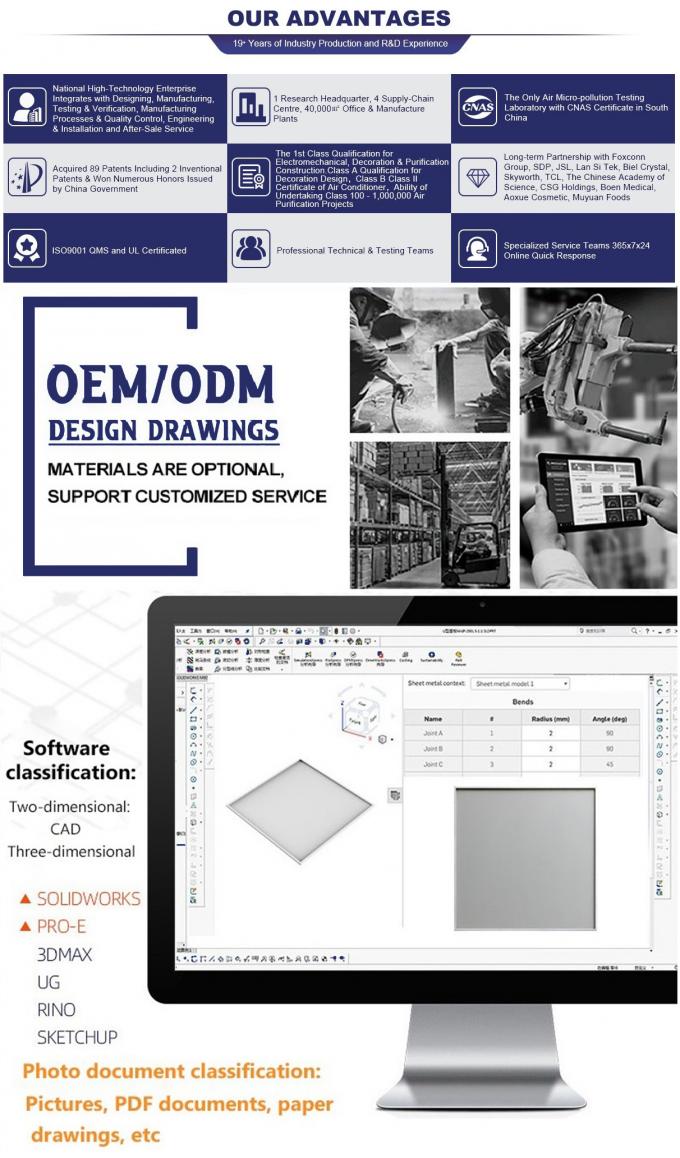 OUR ADVANTAGES
19+ Years of Industry Production and R&D Experience
National High-Technology Enterprise
Integrates with Designing, Manufacturing,
Testing & Verification, Manufacturing
Processes & Quality Control, Engineering
& Installation and After-Sale Service
1 Research Headquarter, 4 Supply-Chain
Centre, 40,000㎡ Office & Manufacture
Plants
CNAS
The Only Air Micro-pollution Testing
Laboratory with CNAS Certificate in South
China
Acquired 89 Patents Including 2 Inventional
Patents & Won Numerous Honors Issued
by China Government
The 1st Class Qualification for
Electromechanical, Decoration & Purification
Construction.Class A Qualification for
Decoration Design, Class B Class II
Certificate of Air Conditioner, Ability of
Undertaking Class 100 - 1,000,000 Air
Purification Projects
Long-term Partnership with Foxconn
Group, SDP, JSL, Lan Si Tek, Biel Crystal,
Skyworth, TCL, The Chinese Academy of
Science, CSG Holdings, Boen Medical,
Aoxue Cosmetic, Muyuan Foods
ISO9001 QMS and UL Certificated
Professional Technical & Testing Teams
Specialized Service Teams 365x7x24
Online Quick Response
OEM/ODM
DESIGN DRAWINGS
MATERIALS ARE OPTIONAL,
SUPPORT CUSTOMIZED SERVICE
Sheet metal context: Sheet metal model 1
Bends
Name # Radius (mm) Angle (deg)
Joint A 1 2 90
Joint B 2 2 90
Joint C 3 2 45
Costing
Sustainability
Software
classification:
Two-dimensional:
CAD
Three-dimensional
SOLIDWORKS
PRO-E
3DMAX
UG
RINO
SKETCHUP
Photo document classification:
Pictures, PDF documents, paper
drawings, etc